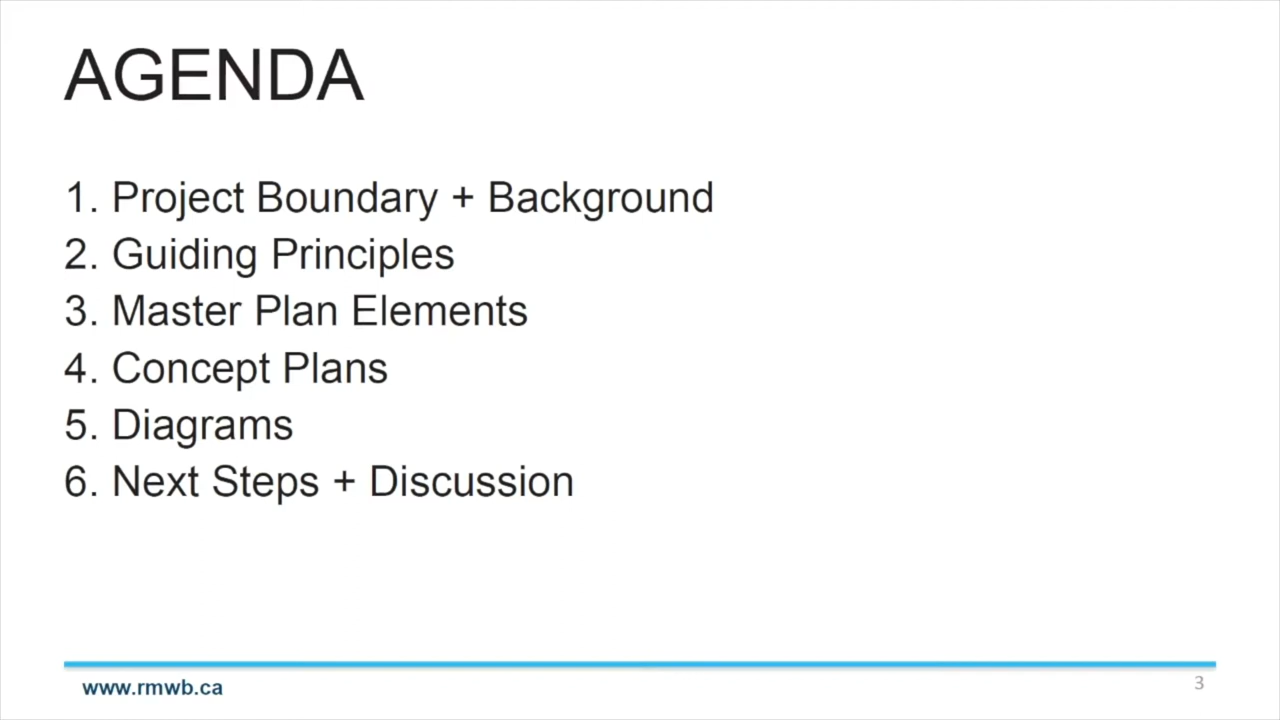 AGENDA
1. Project Boundary + Background
2. Guiding Principles
3. Master Plan Elements
4. Concept Plans
5. Diagrams
6. Next Steps + Discussion
www.rmwb.ca
3